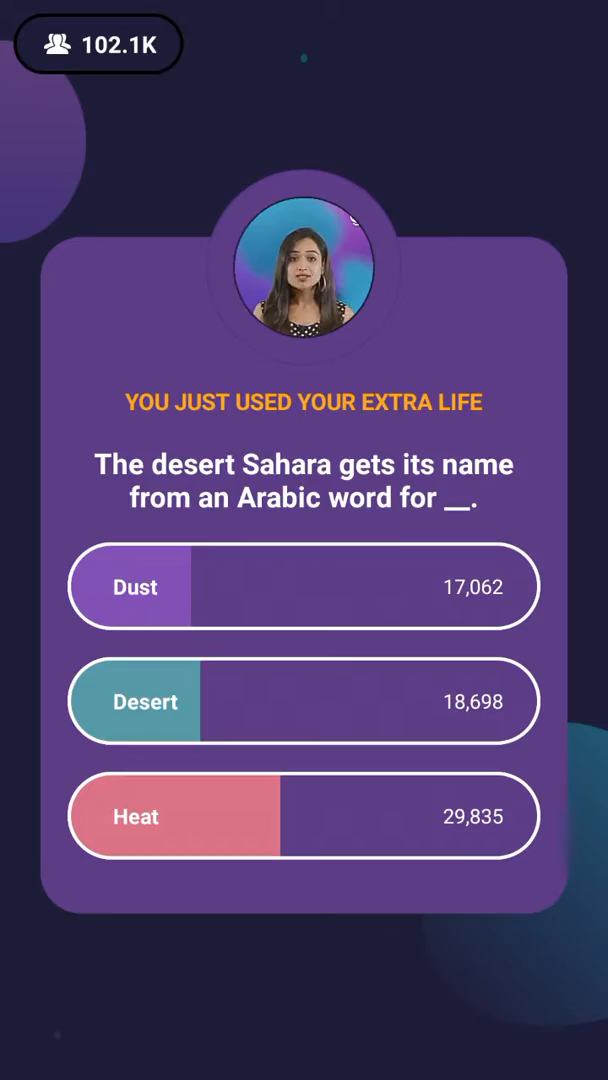 102.1K
YOU JUST USED YOUR EXTRA LIFE
The desert Sahara gets its name
from an Arabic word for __.
Dust 17,062
Desert 18,698
Heat 29,835